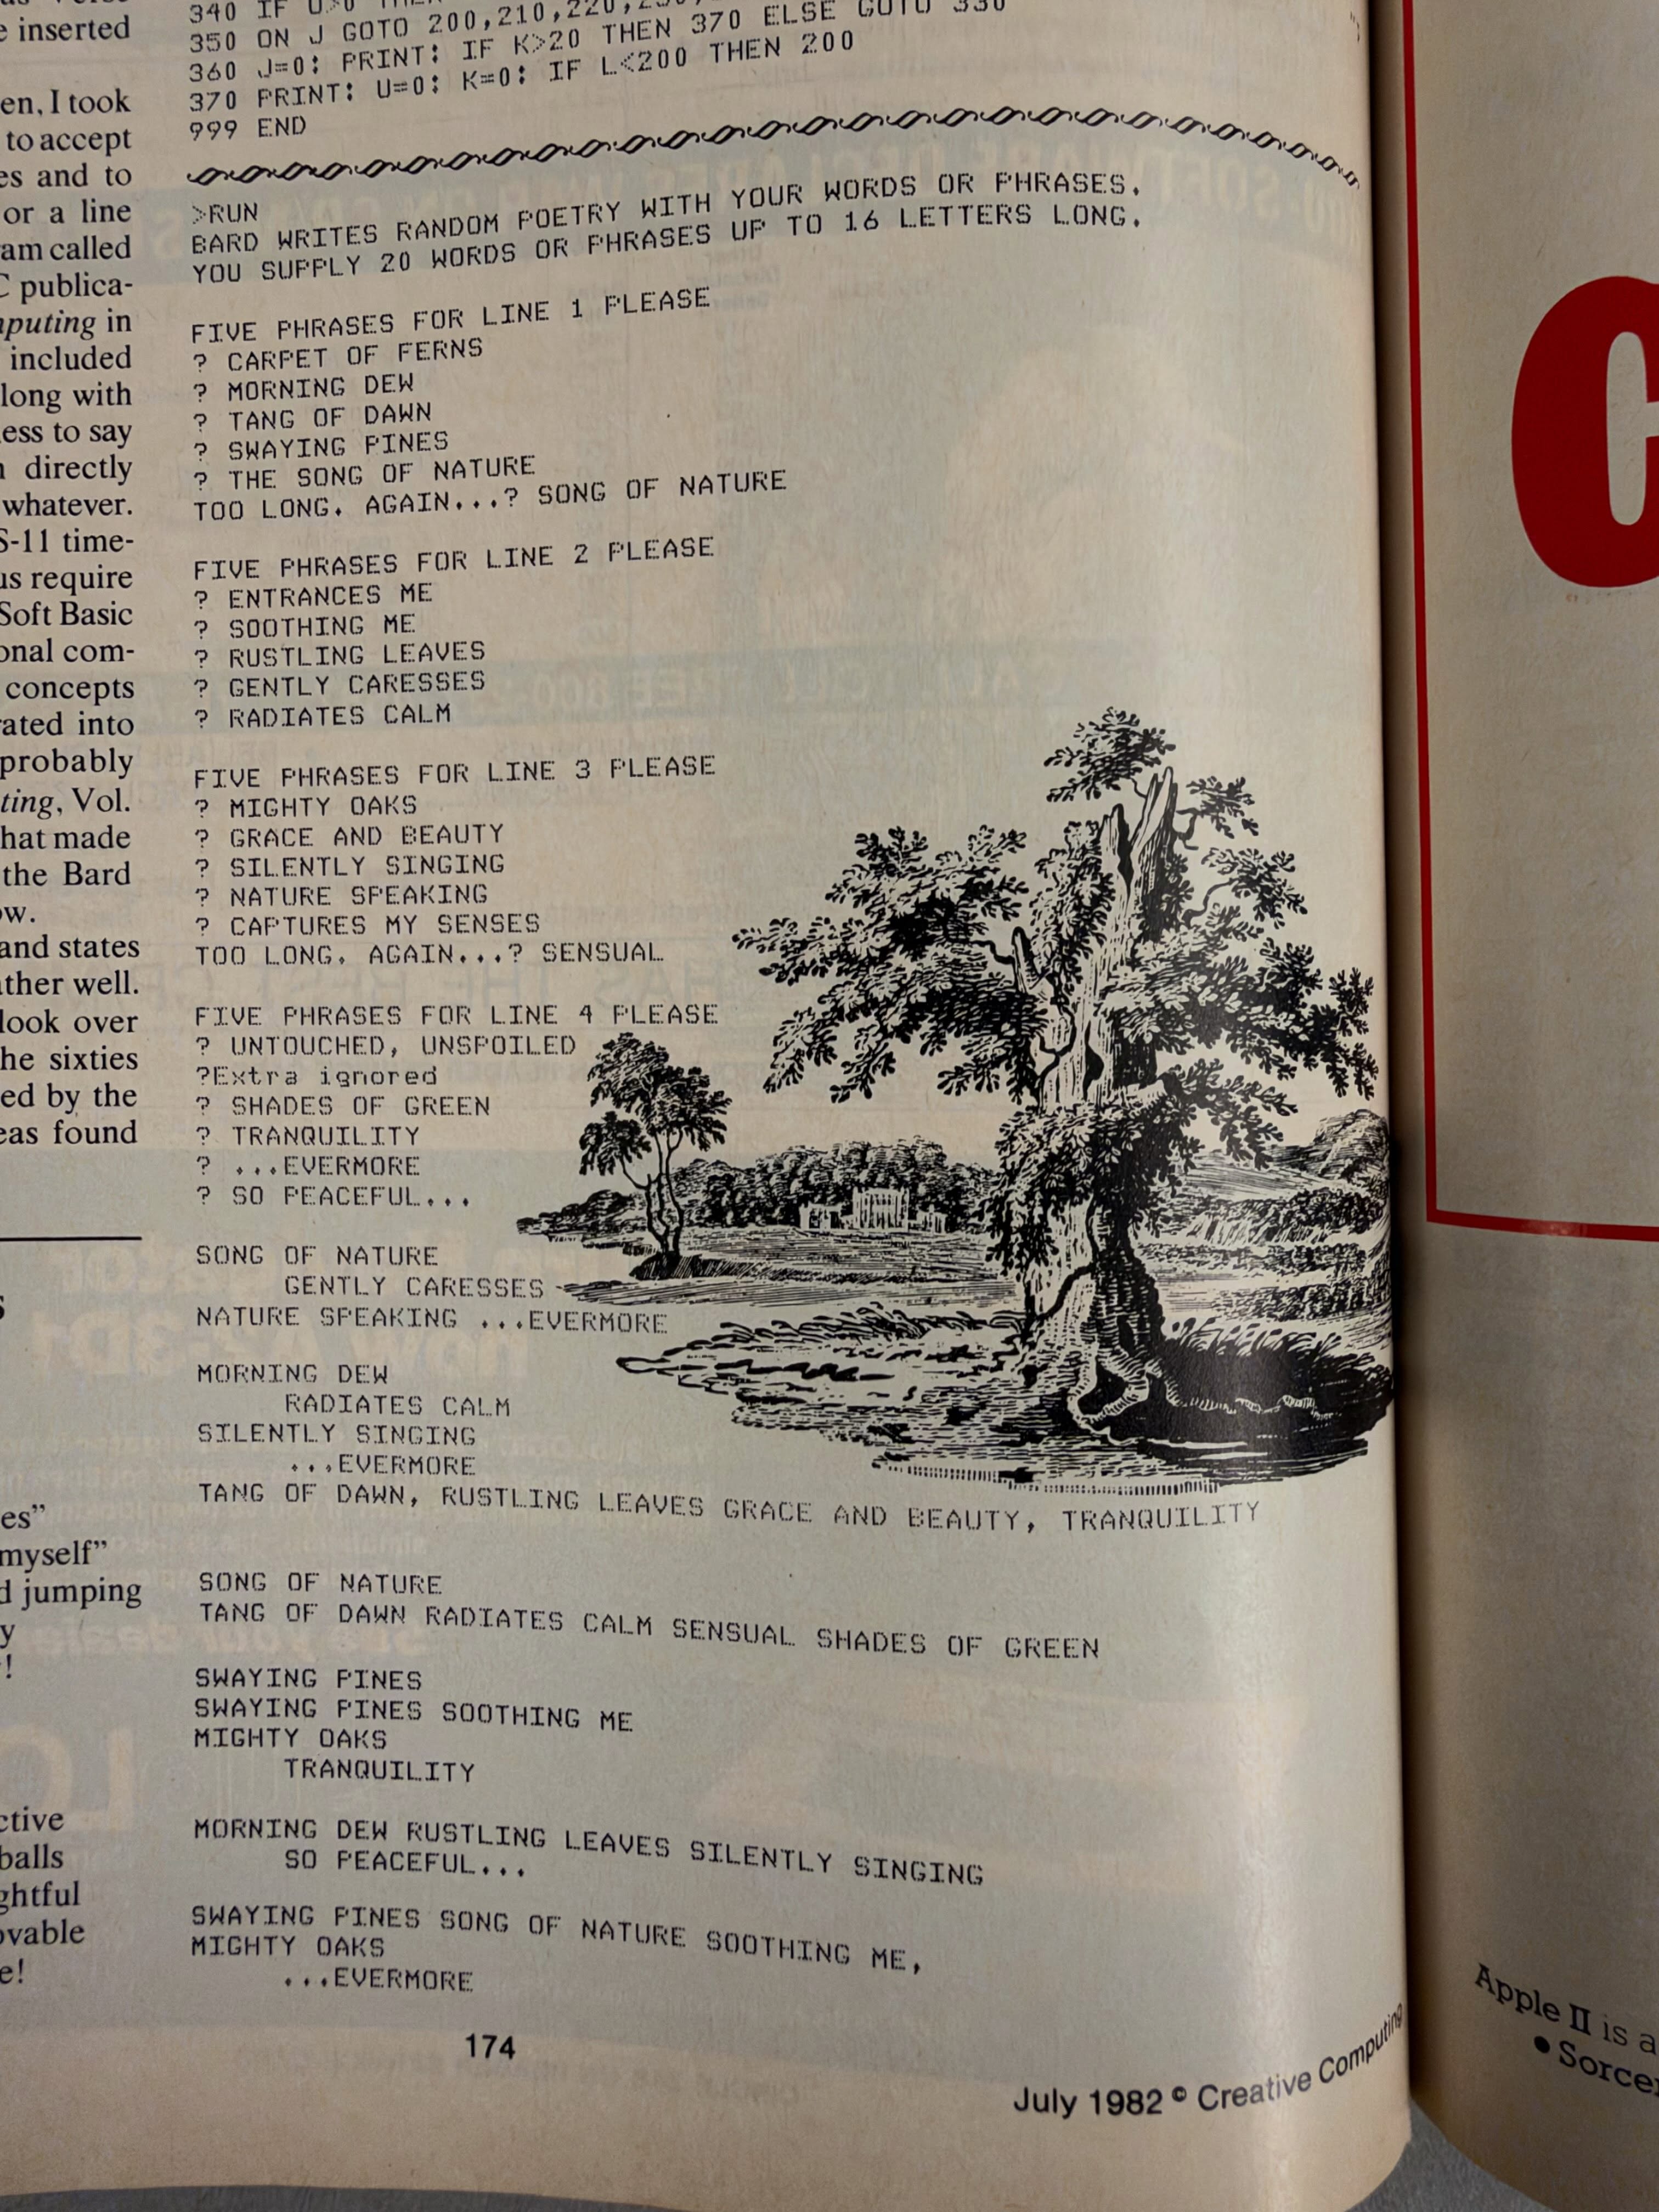 e inserted
en, I took
to accept
es and to
or a line
am called
C publica-
mputing in
included
long with
ess to say
directly
whatever.
S-11 time-
us require
Soft Basic
onal com-
concepts
rated into
probably
ting, Vol.
hat made
the Bard
ow.
and states
ather well.
look over
he sixties
ed by the
eas found
es"
myself"
d jumping
y
!
ctive
balls
ghtful
ovable
e!
340 IF U>0
350 ON J GOTO 200,210,220,
360 J=0: PRINT: IF K>20 THEN 370 ELSE GOTO 330
370 PRINT: U=0: K=0: IF L<200 THEN 200
999 END
>RUN
BARD WRITES RANDOM POETRY WITH YOUR WORDS OR PHRASES.
YOU SUPPLY 20 WORDS OR PHRASES UP TO 16 LETTERS LONG.
FIVE PHRASES FOR LINE 1 PLEASE
? CARPET OF FERNS
? MORNING DEW
? TANG OF DAWN
? SWAYING PINES
? THE SONG OF NATURE
TOO LONG. AGAIN...? SONG OF NATURE
FIVE PHRASES FOR LINE 2 PLEASE
? ENTRANCES ME
? SOOTHING ME
? RUSTLING LEAVES
? GENTLY CARESSES
? RADIATES CALM
FIVE PHRASES FOR LINE 3 PLEASE
? MIGHTY OAKS
? GRACE AND BEAUTY
? SILENTLY SINGING
? NATURE SPEAKING
? CAPTURES MY SENSES
TOO LONG. AGAIN...? SENSUAL
FIVE PHRASES FOR LINE 4 PLEASE
? UNTOUCHED, UNSPOILED
?Extra ignored
? SHADES OF GREEN
? TRANQUILITY
? ...EVERMORE
? SO PEACEFUL...
SONG OF NATURE
GENTLY CARESSES
NATURE SPEAKING ...EVERMORE
MORNING DEW
RADIATES CALM
SILENTLY SINGING
...EVERMORE
TANG OF DAWN, RUSTLING LEAVES GRACE AND BEAUTY, TRANQUILITY
SONG OF NATURE
TANG OF DAWN RADIATES CALM SENSUAL SHADES OF GREEN
SWAYING PINES
SWAYING PINES SOOTHING ME
MIGHTY OAKS
TRANQUILITY
MORNING DEW RUSTLING LEAVES SILENTLY SINGING
SO PEACEFUL...
SWAYING PINES SONG OF NATURE SOOTHING ME,
MIGHTY OAKS
...EVERMORE
174
July 1982 © Creative Computing
C
Apple II is a
• Sorce